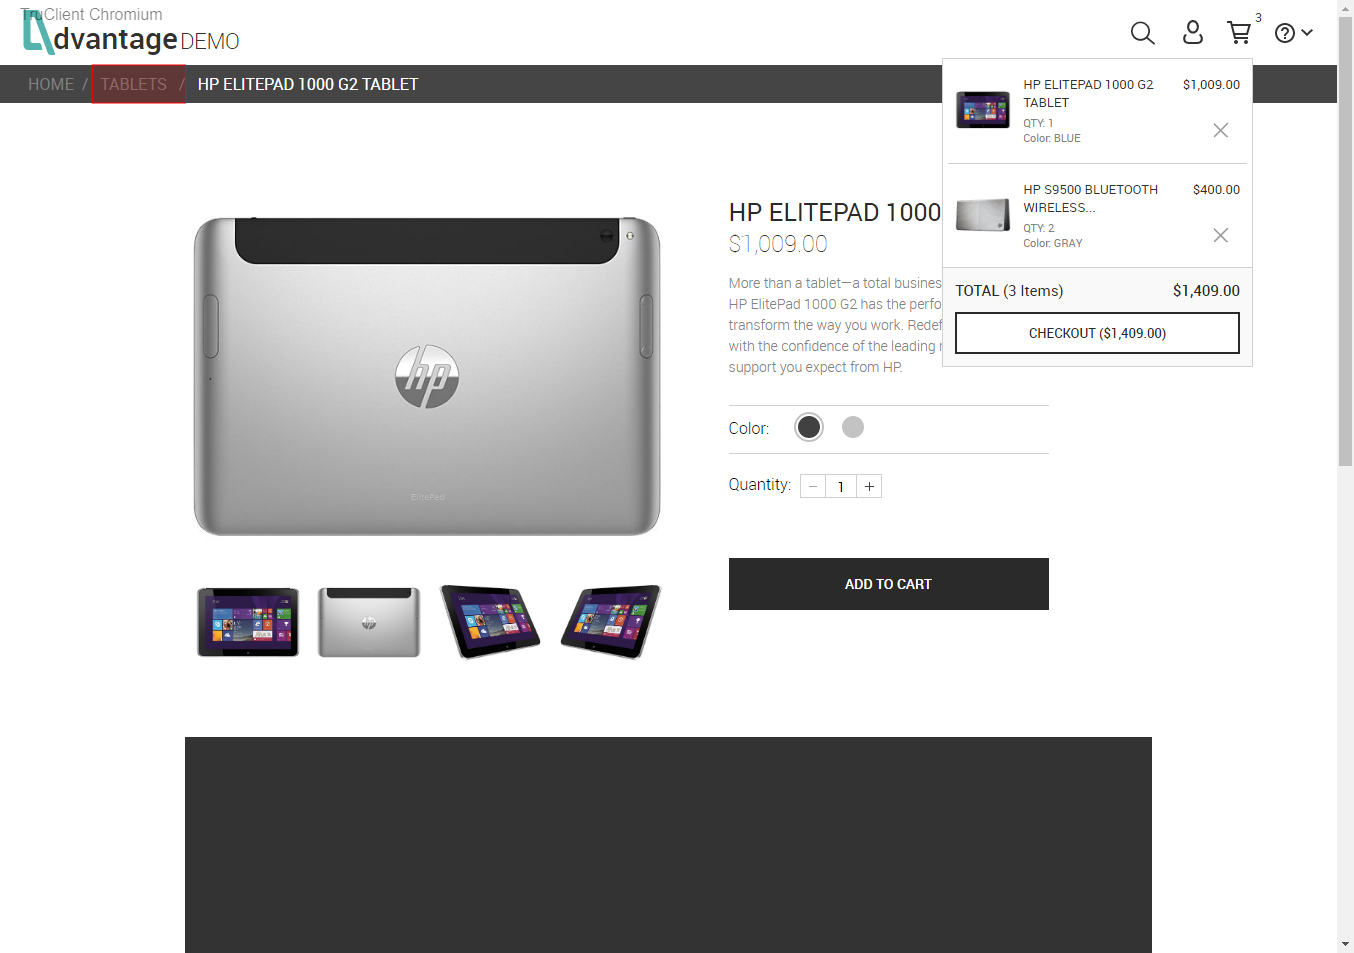 TruClient Chromium
dvantage DEMO
3
HOME / TABLETS / HP ELITEPAD 1000 G2 TABLET
HP ELITEPAD 1000 G2 TABLET
$1,009.00
QTY: 1
Color: BLUE
HP S9500 BLUETOOTH WIRELESS...
$400.00
QTY: 2
Color: GRAY
TOTAL (3 Items) $1,409.00
CHECKOUT ($1,409.00)
HP ELITEPAD 1000
$1,009.00
More than a tablet—a total business
HP ElitePad 1000 G2 has the perfo
transform the way you work. Redef
with the confidence of the leading
support you expect from HP.
Color:
Quantity: − 1 +
ADD TO CART
hp
ElitePad